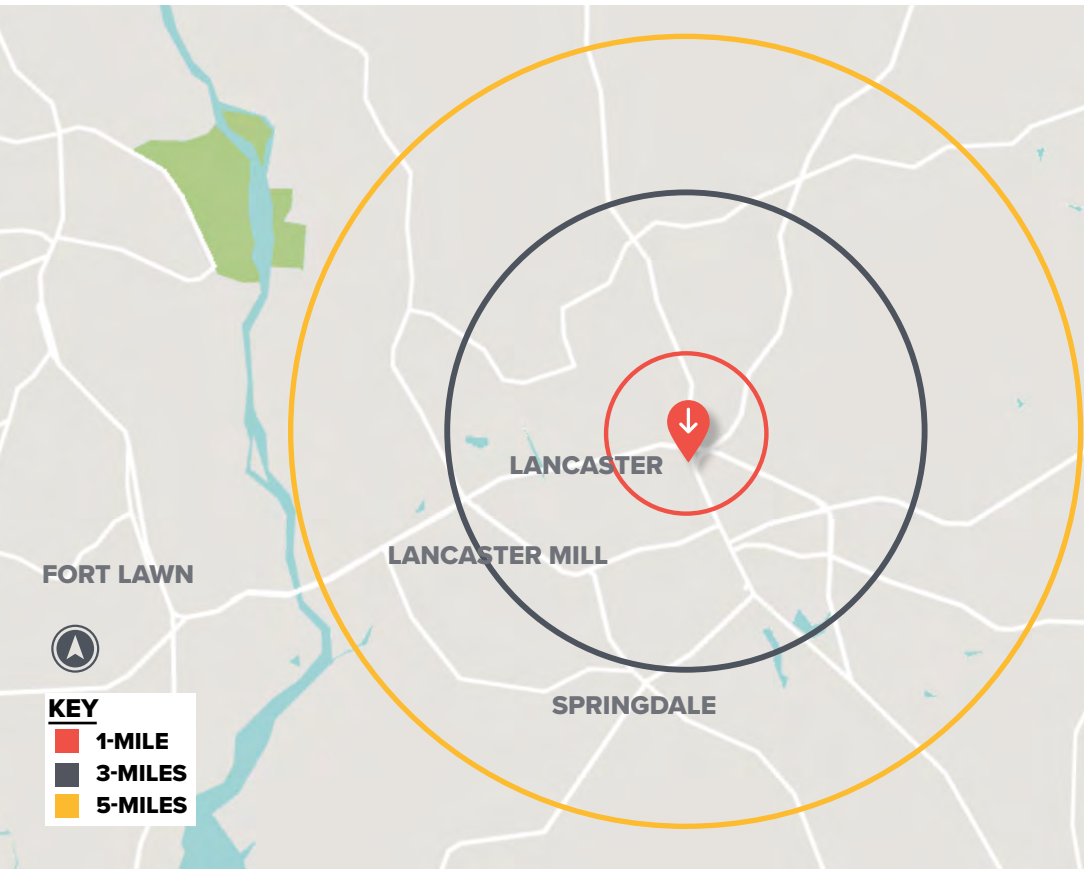 LANCASTER
LANCASTER MILL
FORT LAWN
SPRINGDALE
KEY
1-MILE
3-MILES
5-MILES